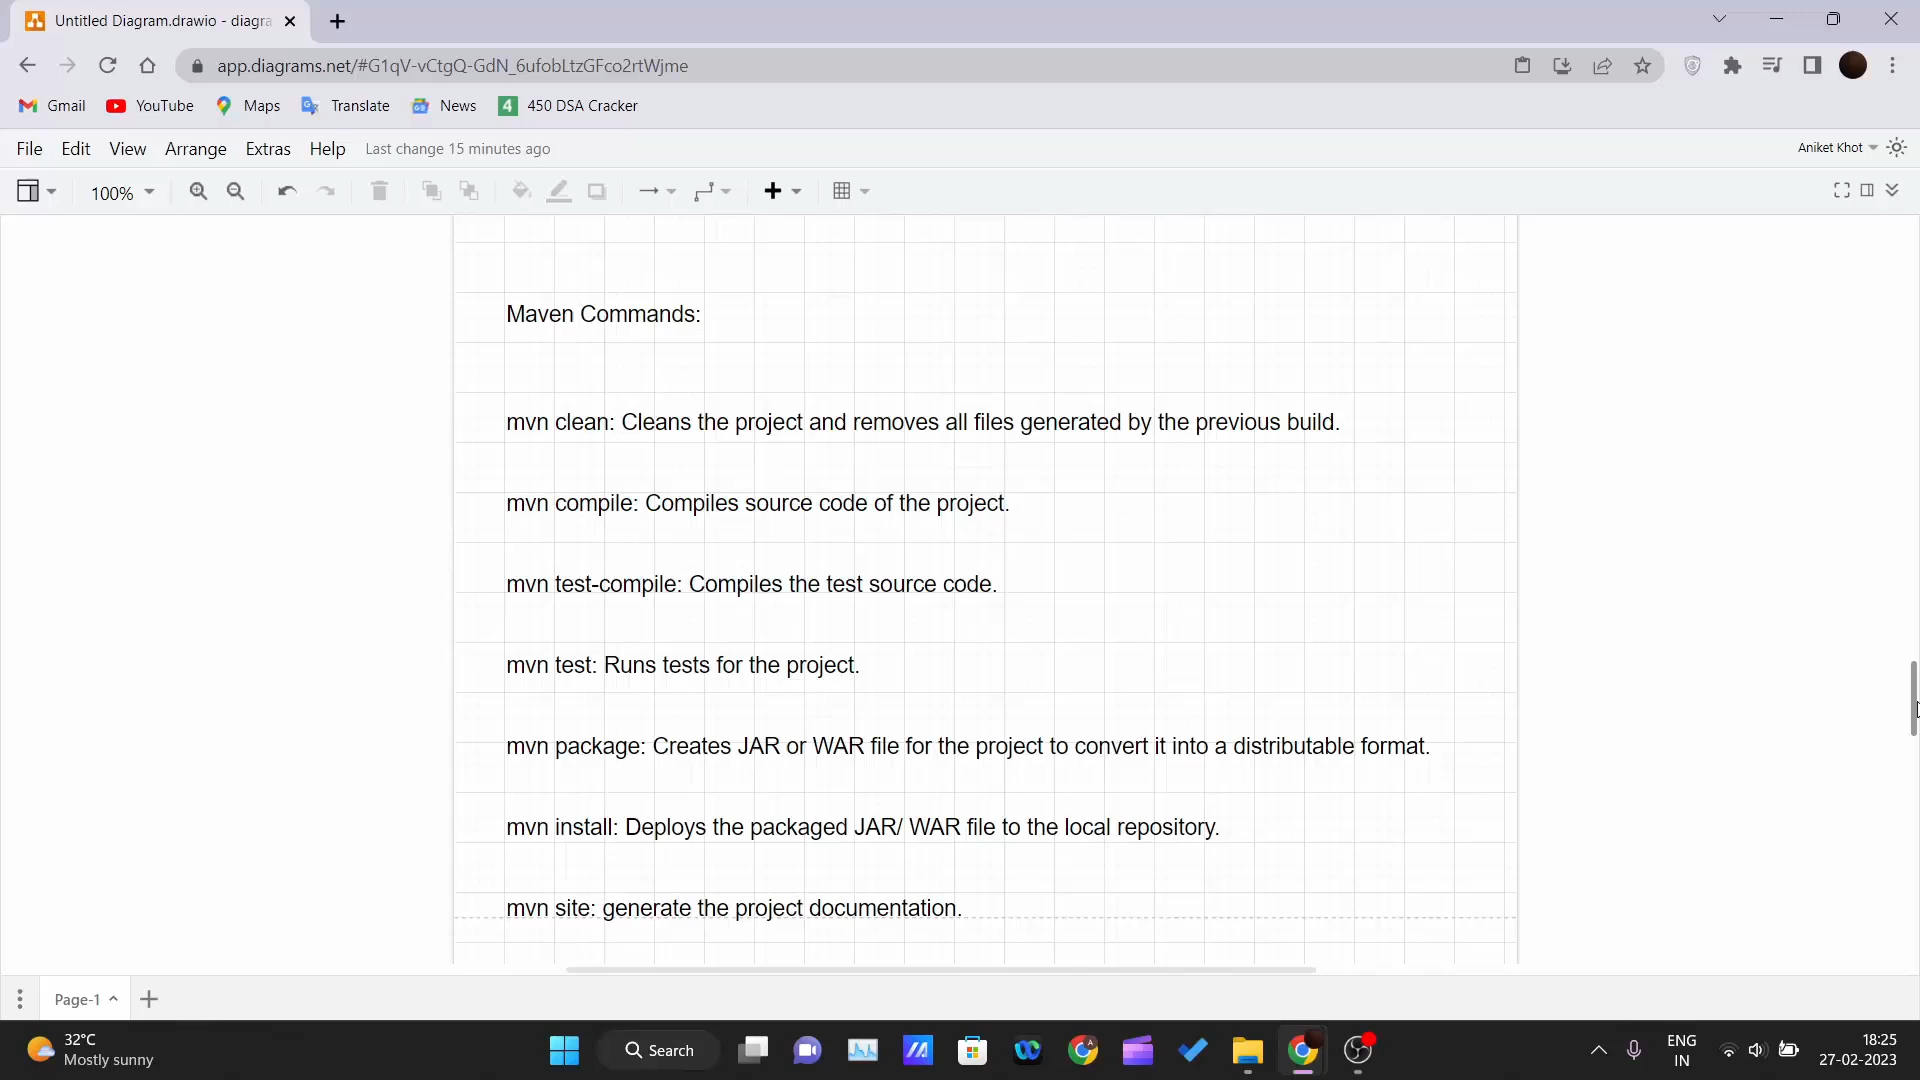 Untitled Diagram.drawio - diagra
app.diagrams.net/#G1qV-vCtgQ-GdN_6ufobLtzGFco2rtWjme
Gmail YouTube Maps Translate News 4 450 DSA Cracker
File Edit View Arrange Extras Help Last change 15 minutes ago Aniket Khot
100%
Maven Commands:
mvn clean: Cleans the project and removes all files generated by the previous build.
mvn compile: Compiles source code of the project.
mvn test-compile: Compiles the test source code.
mvn test: Runs tests for the project.
mvn package: Creates JAR or WAR file for the project to convert it into a distributable format.
mvn install: Deploys the packaged JAR/ WAR file to the local repository.
mvn site: generate the project documentation.
Page-1
32°C
Mostly sunny
Search
A
ENG
IN
18:25
27-02-2023